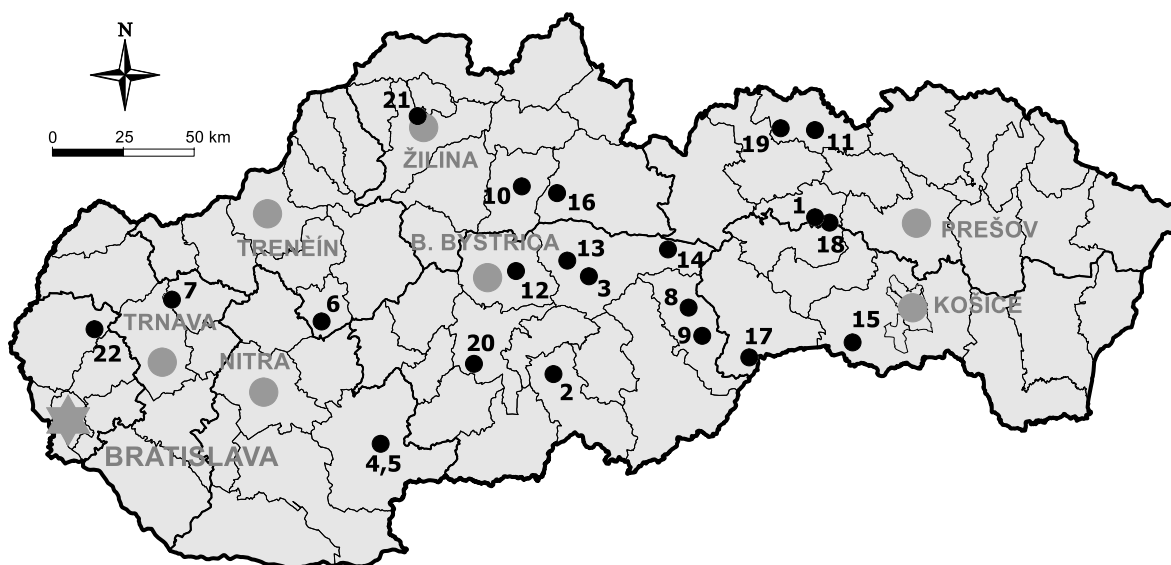 N
0 25 50 km
21
ŽILINA
19
11
10
16
1
18
PREŠOV
TRENČÍN
B. BYSTRICA
13
14
12
3
7
TRNAVA
6
8
9
KOŠICE
22
NITRA
20
2
17
15
BRATISLAVA
4,5